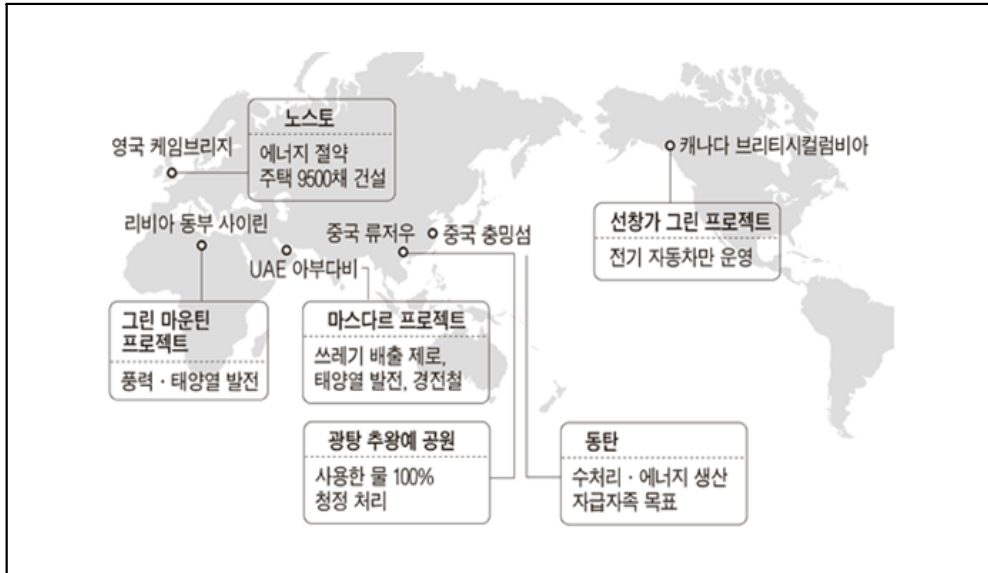 노스토
에너지 절약
주택 9500채 건설
영국 케임브리지
캐나다 브리티시컬럼비아
선창가 그린 프로젝트
전기 자동차만 운영
리비아 동부 사이린
중국 류저우
중국 충밍섬
UAE 아부다비
그린 마운틴
프로젝트
풍력 · 태양열 발전
마스다르 프로젝트
쓰레기 배출 제로,
태양열 발전, 경전철
광탕 추왕예 공원
사용한 물 100%
청정 처리
동탄
수처리 · 에너지 생산
자급자족 목표